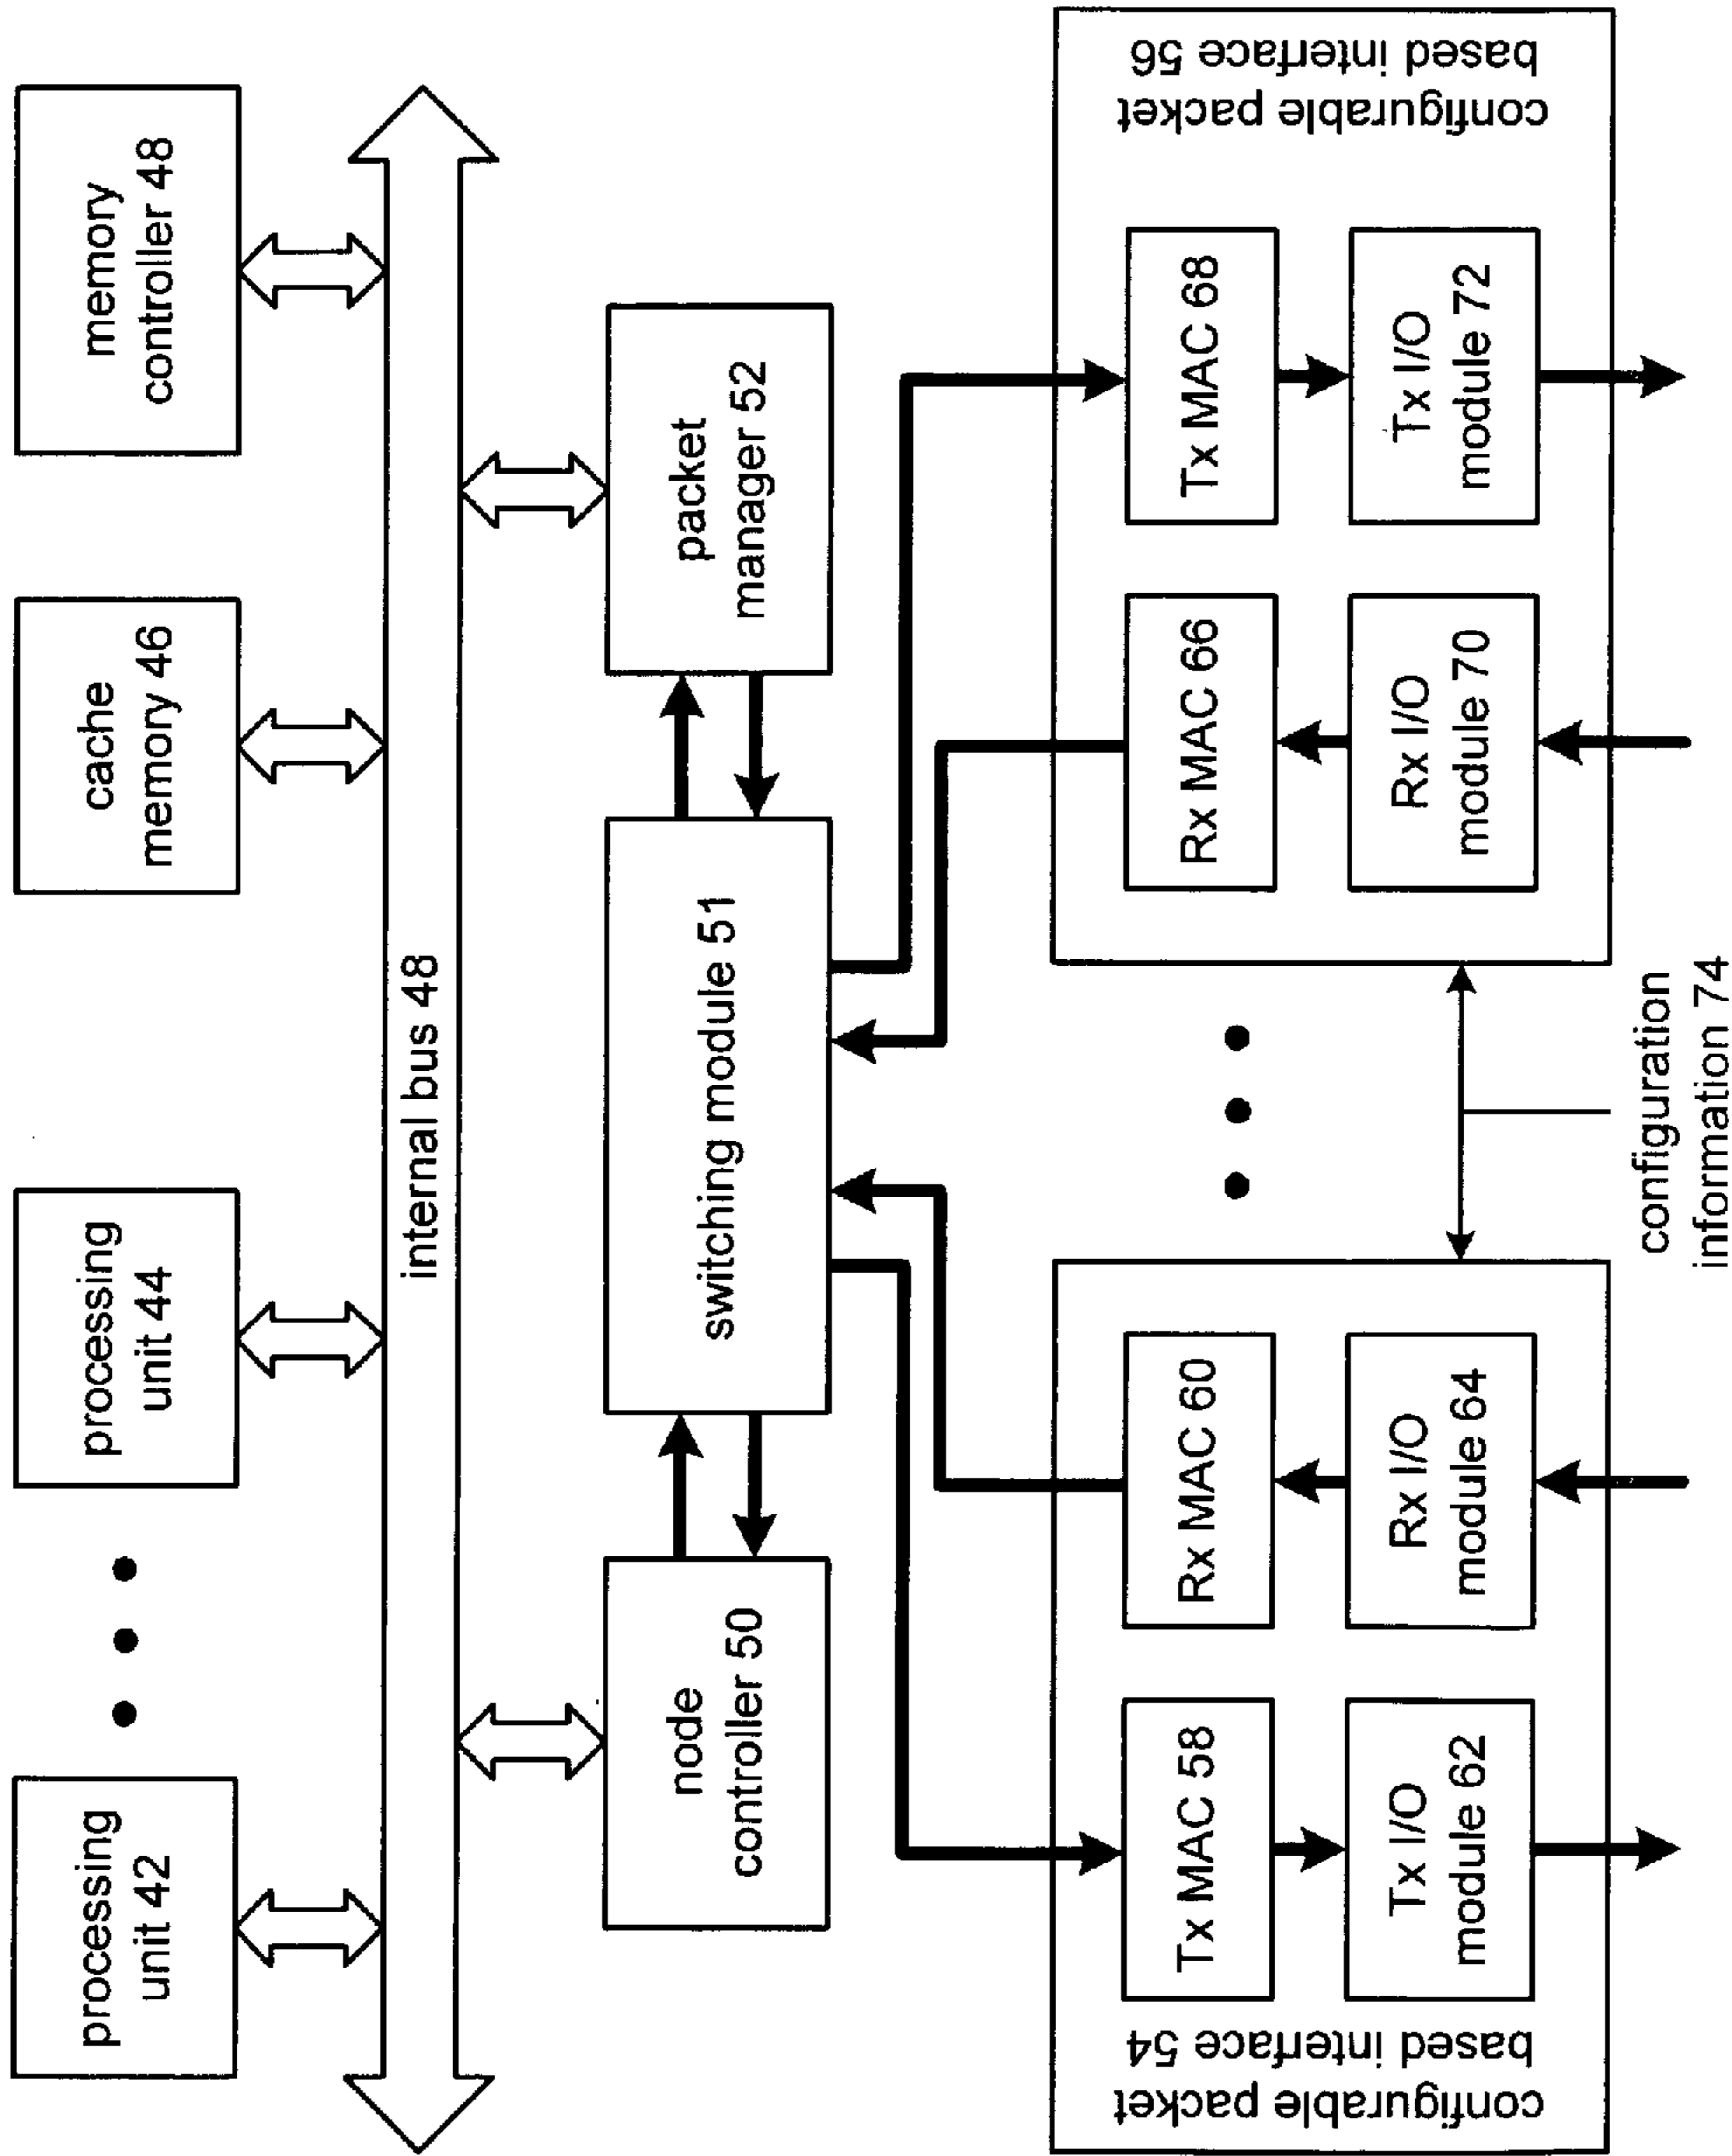 processing
unit 42
processing
unit 44
cache
memory 46
memory
controller 48
internal bus 48
node
controller 50
switching module 51
packet
manager 52
configurable packet
based interface 54
Tx MAC 58
Rx MAC 60
Tx I/O
module 62
Rx I/O
module 64
Rx MAC 66
Tx MAC 68
Rx I/O
module 70
Tx I/O
module 72
configurable packet
based interface 56
configuration
information 74